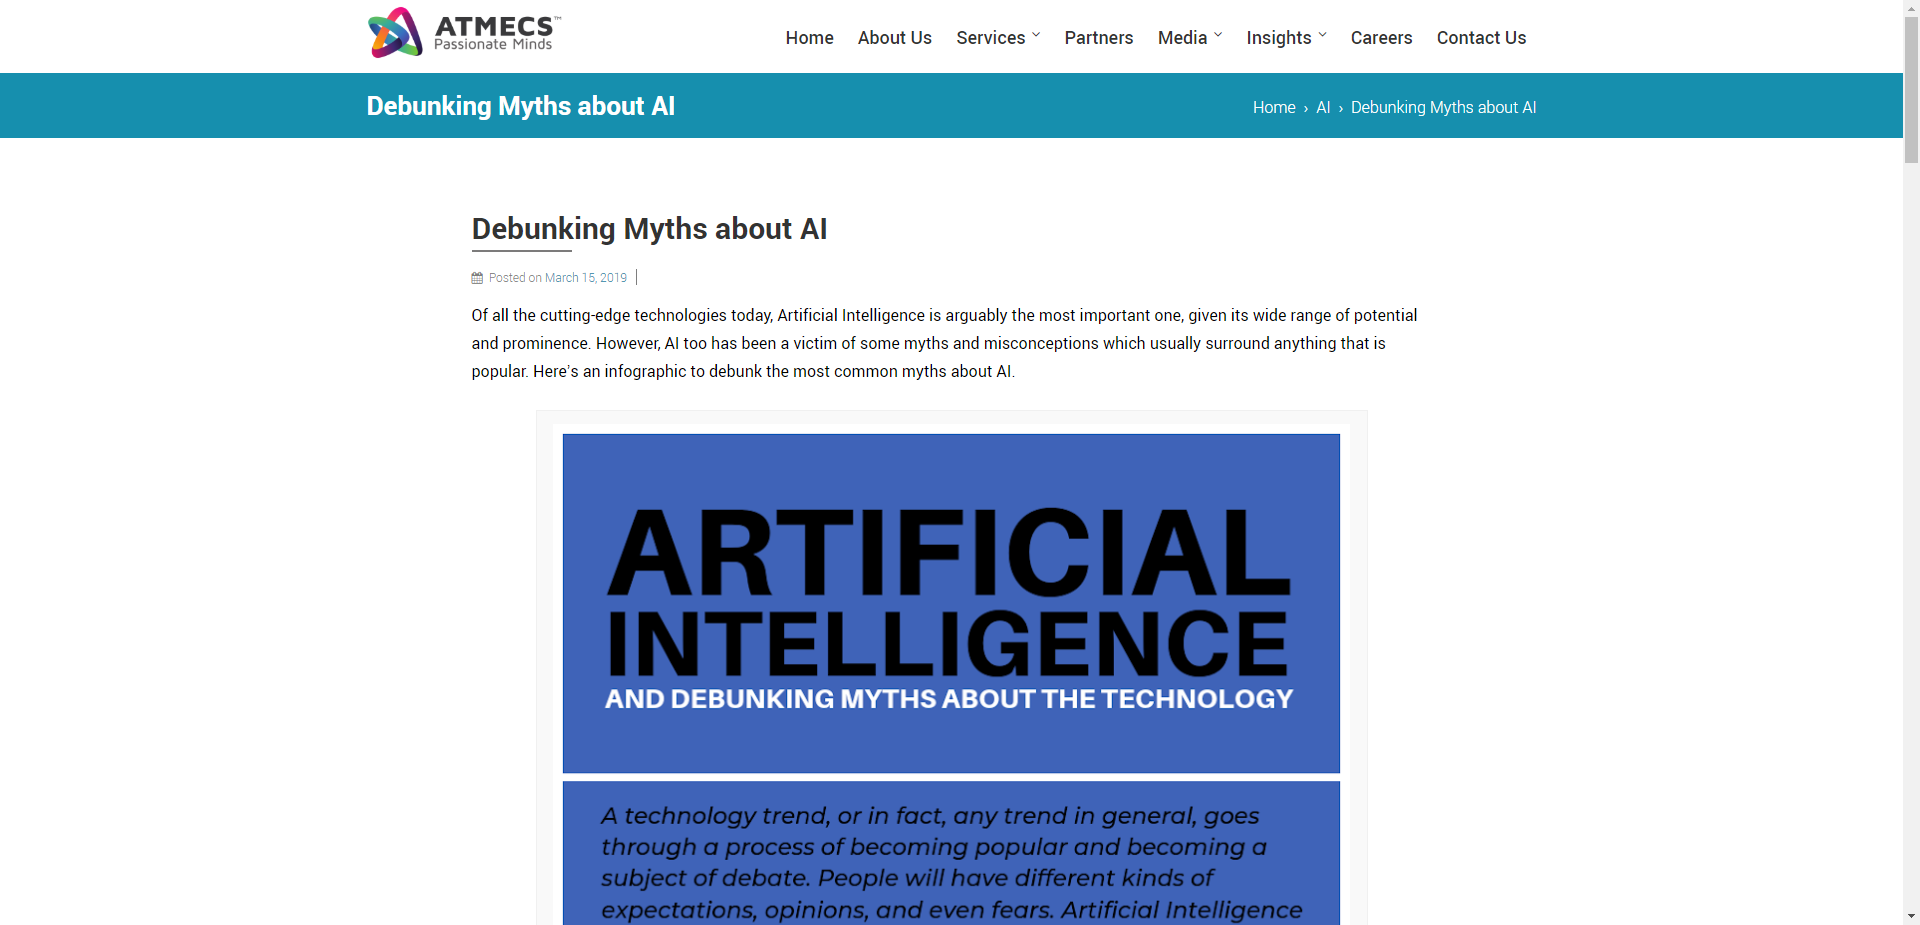 ATMECS™
Passionate Minds
Home About Us Services Partners Media Insights Careers Contact Us
Debunking Myths about AI
Home › AI › Debunking Myths about AI
Debunking Myths about AI
Posted on March 15, 2019
Of all the cutting-edge technologies today, Artificial Intelligence is arguably the most important one, given its wide range of potential
and prominence. However, AI too has been a victim of some myths and misconceptions which usually surround anything that is
popular. Here’s an infographic to debunk the most common myths about AI.
ARTIFICIAL
INTELLIGENCE
AND DEBUNKING MYTHS ABOUT THE TECHNOLOGY
A technology trend, or in fact, any trend in general, goes
through a process of becoming popular and becoming a
subject of debate. People will have different kinds of
expectations, opinions, and even fears. Artificial Intelligence